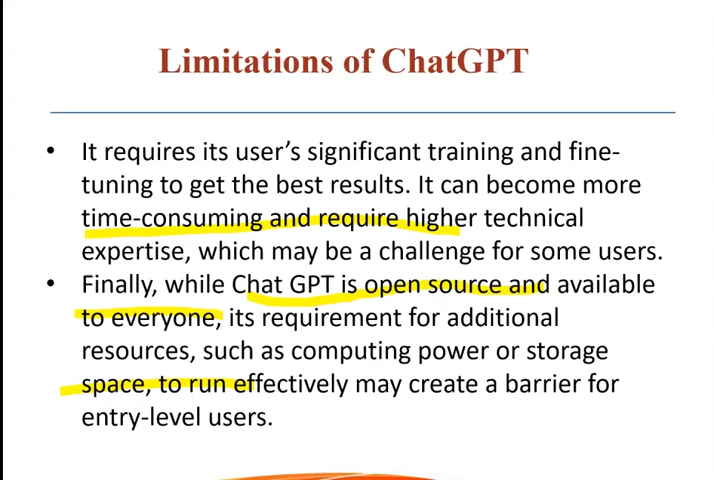 Limitations of ChatGPT
• It requires its user's significant training and fine-
tuning to get the best results. It can become more
time-consuming and require higher technical
expertise, which may be a challenge for some users.
• Finally, while Chat GPT is open source and available
to everyone, its requirement for additional
resources, such as computing power or storage
space, to run effectively may create a barrier for
entry-level users.